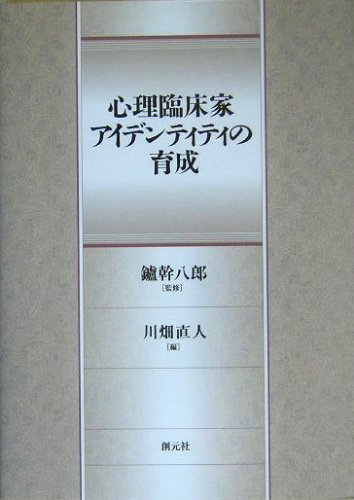 心理臨床家
アイデンティティの
育成
鑪幹八郎
[監修]
川畑直人
[編]
創元社